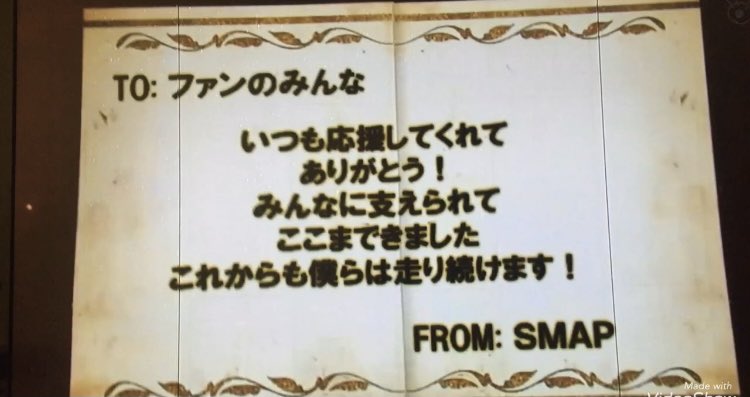 TO: ファンのみんな
いつも応援してくれて
ありがとう！
みんなに支えられて
ここまできました
これからも僕らは走り続けます！
FROM: SMAP
Made with
VideoShow